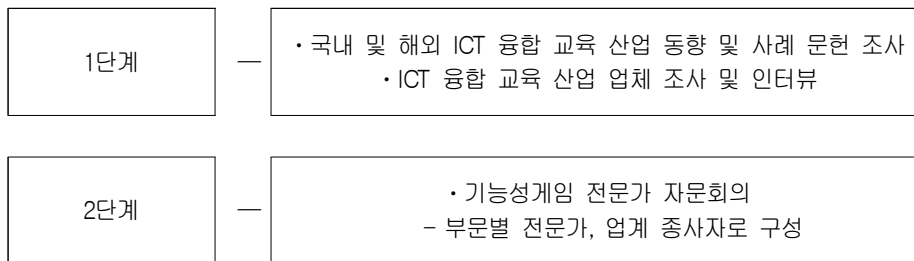 1단계
・국내 및 해외 ICT 융합 교육 산업 동향 및 사례 문헌 조사
・ICT 융합 교육 산업 업체 조사 및 인터뷰
2단계
・기능성게임 전문가 자문회의
- 부문별 전문가, 업계 종사자로 구성